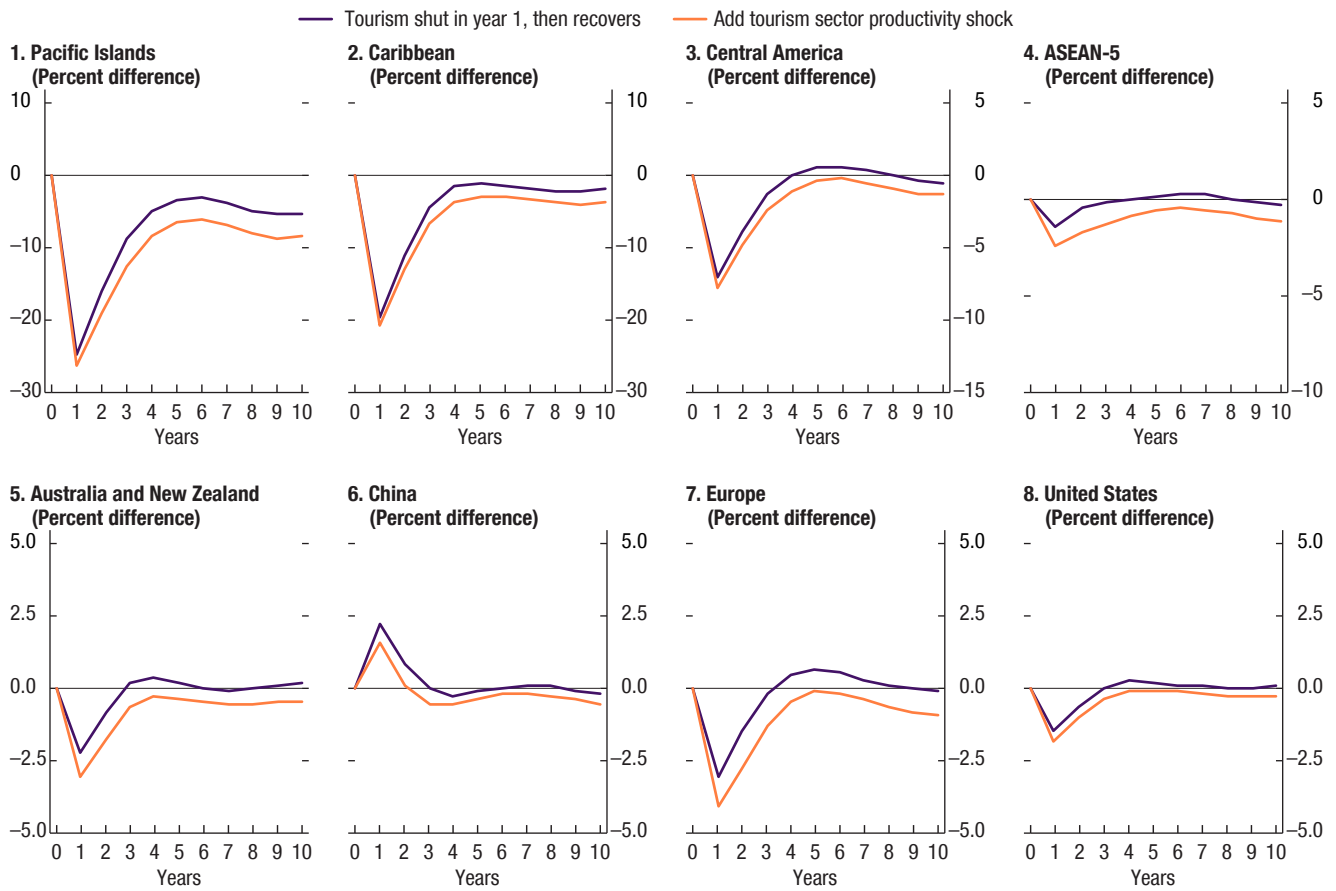 Tourism shut in year 1, then recovers Add tourism sector productivity shock
1. Pacific Islands 2. Caribbean 3. Central America 4. ASEAN-5
(Percent difference) (Percent difference) (Percent difference) (Percent difference)
10 10 5 5
0 0 0 0
–10 –10 –5 –5
–20 –20 –10
–30 –30 –15 –10
0 1 2 3 4 5 6 7 8 9 10 0 1 2 3 4 5 6 7 8 9 10 0 1 2 3 4 5 6 7 8 9 10 0 1 2 3 4 5 6 7 8 9 10
Years Years Years Years
5. Australia and New Zealand 6. China 7. Europe 8. United States
(Percent difference) (Percent difference) (Percent difference) (Percent difference)
5.0 5.0 5.0 5.0
2.5 2.5 2.5 2.5
0.0 0.0 0.0 0.0
–2.5 –2.5 –2.5 –2.5
–5.0 –5.0 –5.0 –5.0
0 1 2 3 4 5 6 7 8 9 10 0 1 2 3 4 5 6 7 8 9 10 0 1 2 3 4 5 6 7 8 9 10 0 1 2 3 4 5 6 7 8 9 10
Years Years Years Years